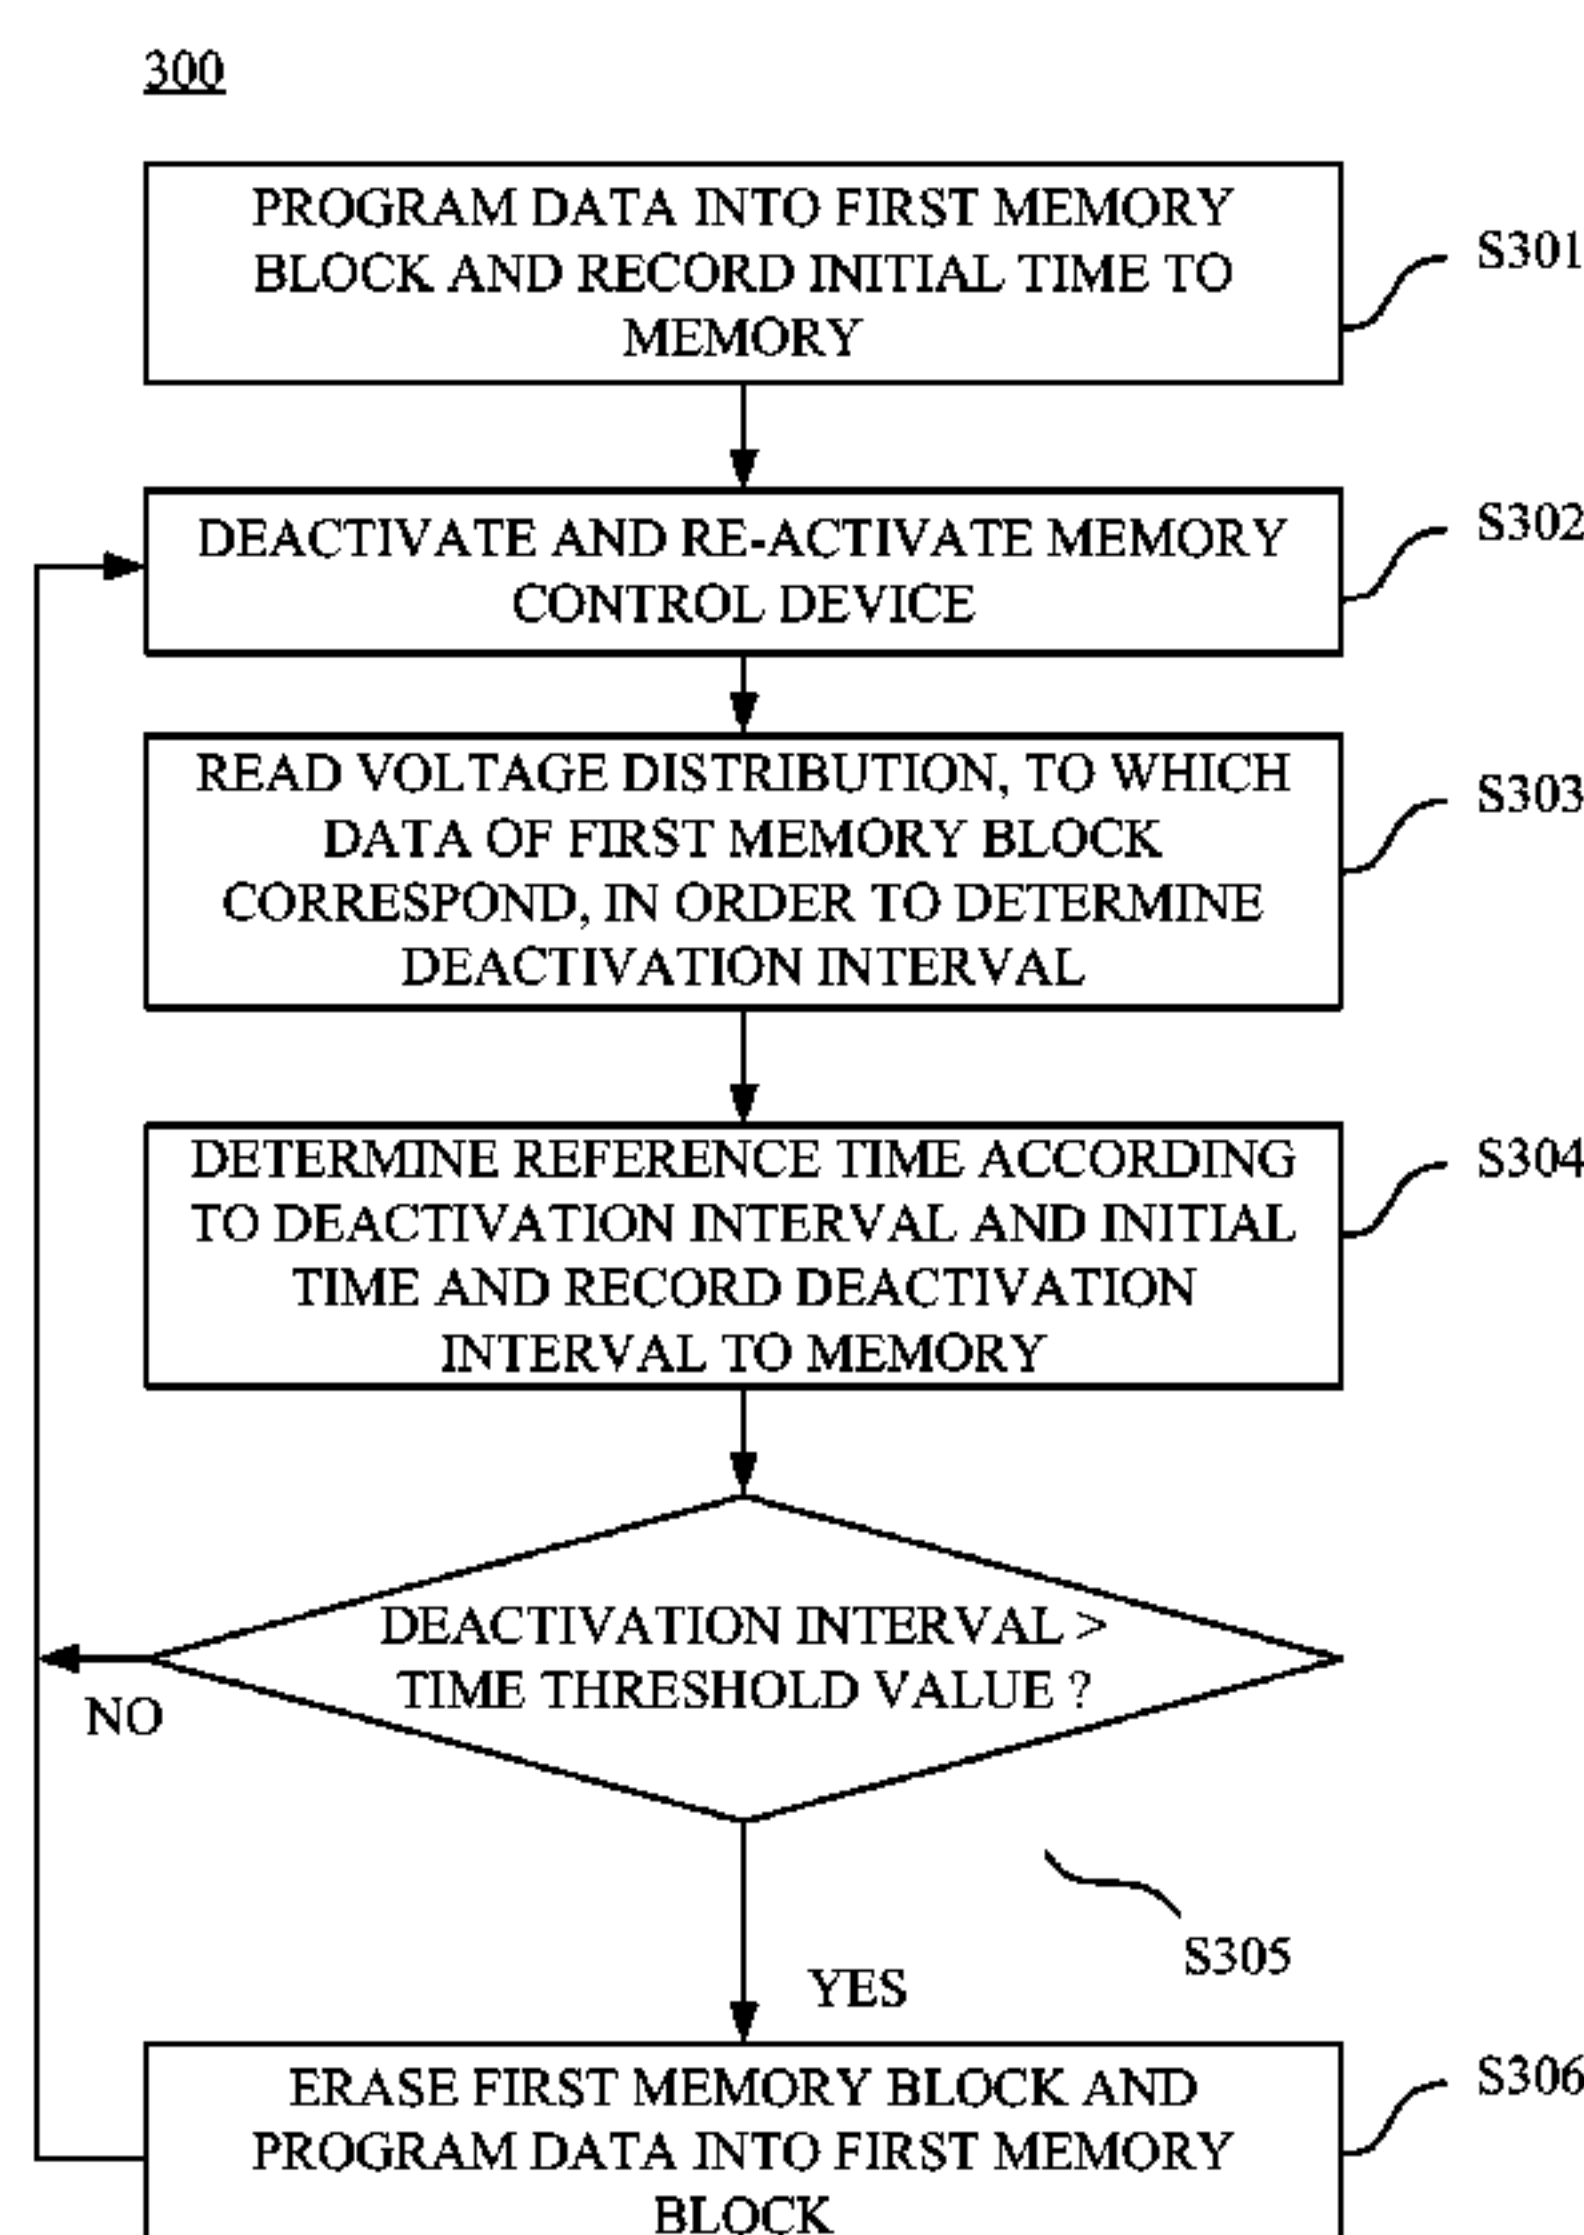 300
PROGRAM DATA INTO FIRST MEMORY
BLOCK AND RECORD INITIAL TIME TO
MEMORY
S301
DEACTIVATE AND RE-ACTIVATE MEMORY
CONTROL DEVICE
S302
READ VOLTAGE DISTRIBUTION, TO WHICH
DATA OF FIRST MEMORY BLOCK
CORRESPOND, IN ORDER TO DETERMINE
DEACTIVATION INTERVAL
S303
DETERMINE REFERENCE TIME ACCORDING
TO DEACTIVATION INTERVAL AND INITIAL
TIME AND RECORD DEACTIVATION
INTERVAL TO MEMORY
S304
DEACTIVATION INTERVAL >
TIME THRESHOLD VALUE ?
NO
S305
YES
ERASE FIRST MEMORY BLOCK AND
PROGRAM DATA INTO FIRST MEMORY
BLOCK
S306